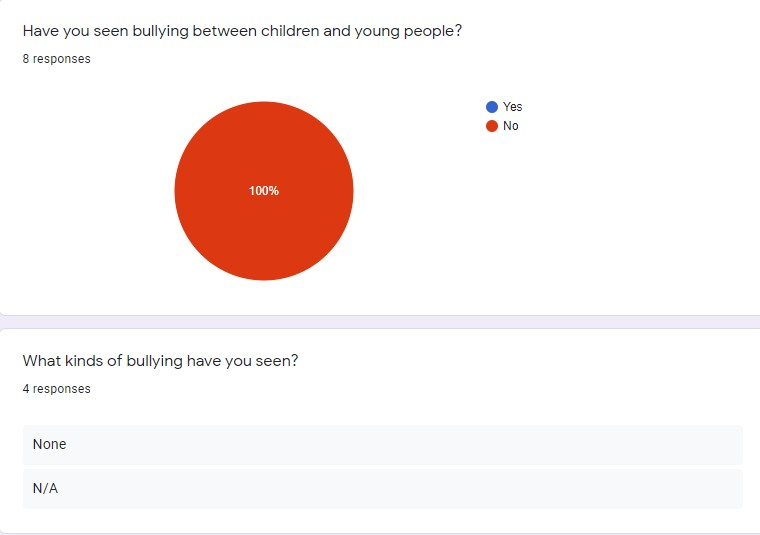 Have you seen bullying between children and young people?
8 responses
Yes
No
100%
What kinds of bullying have you seen?
4 responses
None
N/A